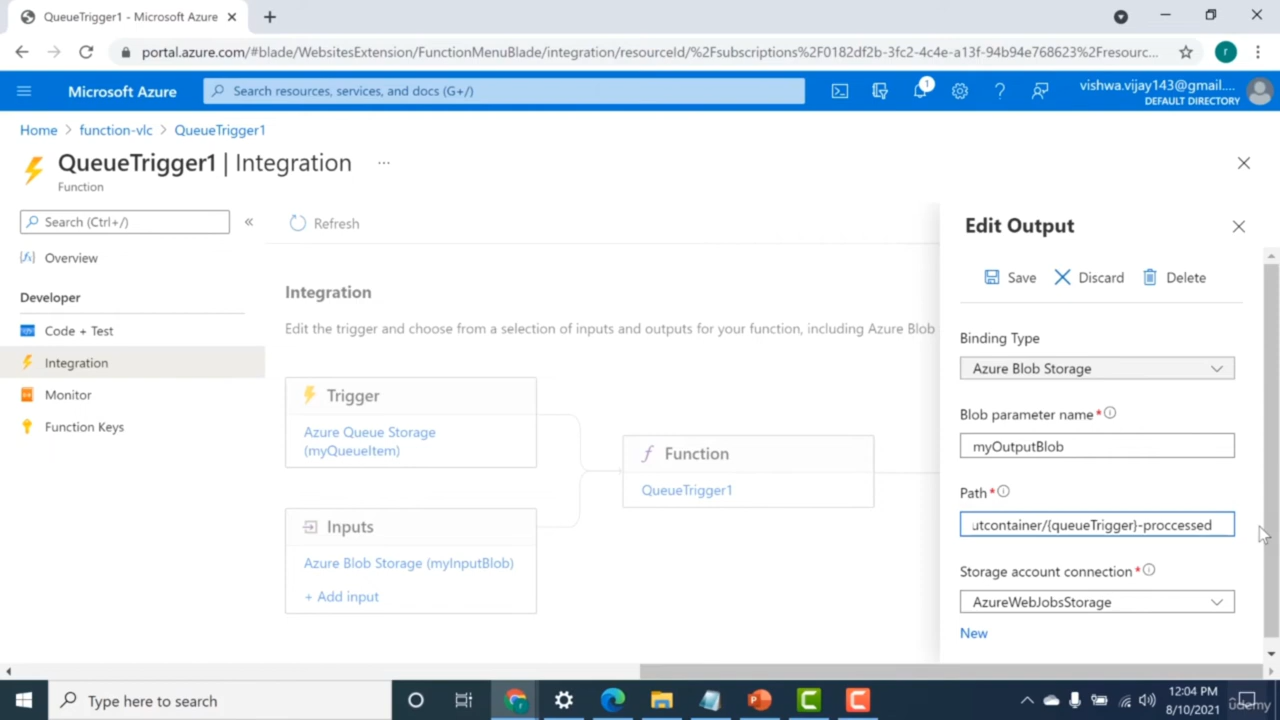 QueueTrigger1 - Microsoft Azure
portal.azure.com/#blade/WebsitesExtension/FunctionMenuBlade/integration/resourceId/%2Fsubscriptions%2F0182df2b-3fc2-4c4e-a13f-94b94e768623%2Fresourc...
r
Microsoft Azure
Search resources, services, and docs (G+/)
1
vishwa.vijay143@gmail....
DEFAULT DIRECTORY
Home > function-vlc > QueueTrigger1
QueueTrigger1 | Integration ...
Function
Search (Ctrl+/)
«
Refresh
Overview
Developer
Code + Test
Integration
Monitor
Function Keys
Integration
Edit the trigger and choose from a selection of inputs and outputs for your function, including Azure Blob
Trigger
Azure Queue Storage
(myQueueItem)
Inputs
Azure Blob Storage (myInputBlob)
+ Add input
Function
QueueTrigger1
Edit Output
Save
Discard
Delete
Binding Type
Azure Blob Storage
Blob parameter name *
myOutputBlob
Path *
utcontainer/{queueTrigger}-proccessed
Storage account connection *
AzureWebJobsStorage
New
Type here to search
12:04 PM
8/10/2021
udemy